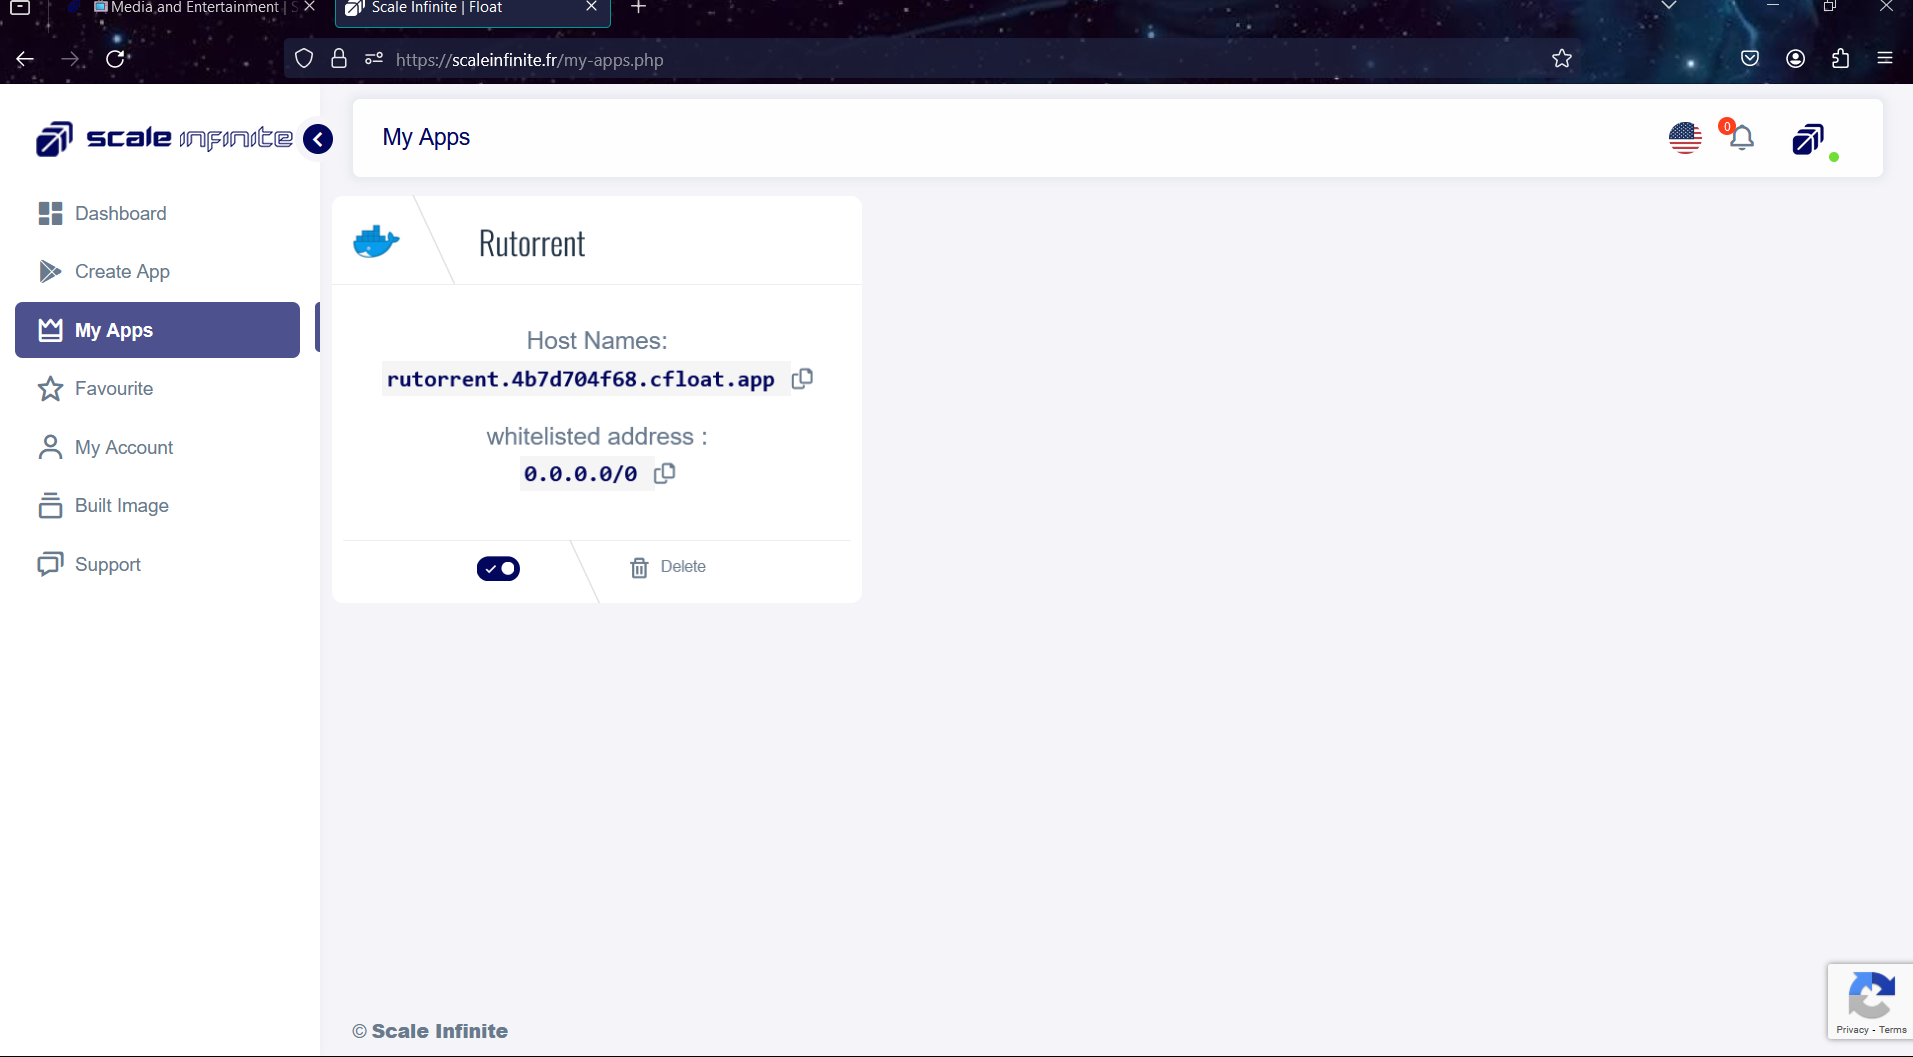 Media and Entertainment | S
Scale Infinite | Float
https://scaleinfinite.fr/my-apps.php
scale infinite
My Apps
0
Dashboard
Create App
My Apps
Favourite
My Account
Built Image
Support
Rutorrent
Host Names:
rutorrent.4b7d704f68.cfloat.app
whitelisted address :
0.0.0.0/0
Delete
© Scale Infinite
Privacy - Terms